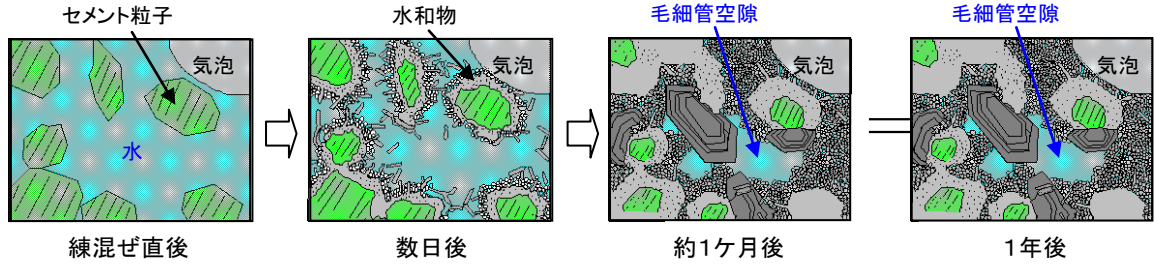 セメント粒子
水和物
毛細管空隙
毛細管空隙
気泡
気泡
気泡
気泡
水
練混ぜ直後
数日後
約1ケ月後
1年後